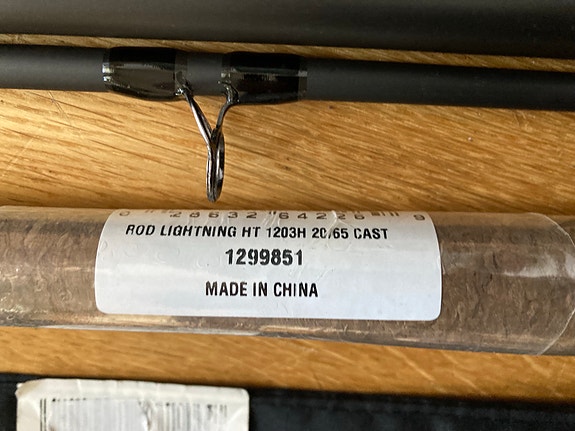 ROD LIGHTNING HT 1203H 20/65 CAST
1299851
MADE IN CHINA